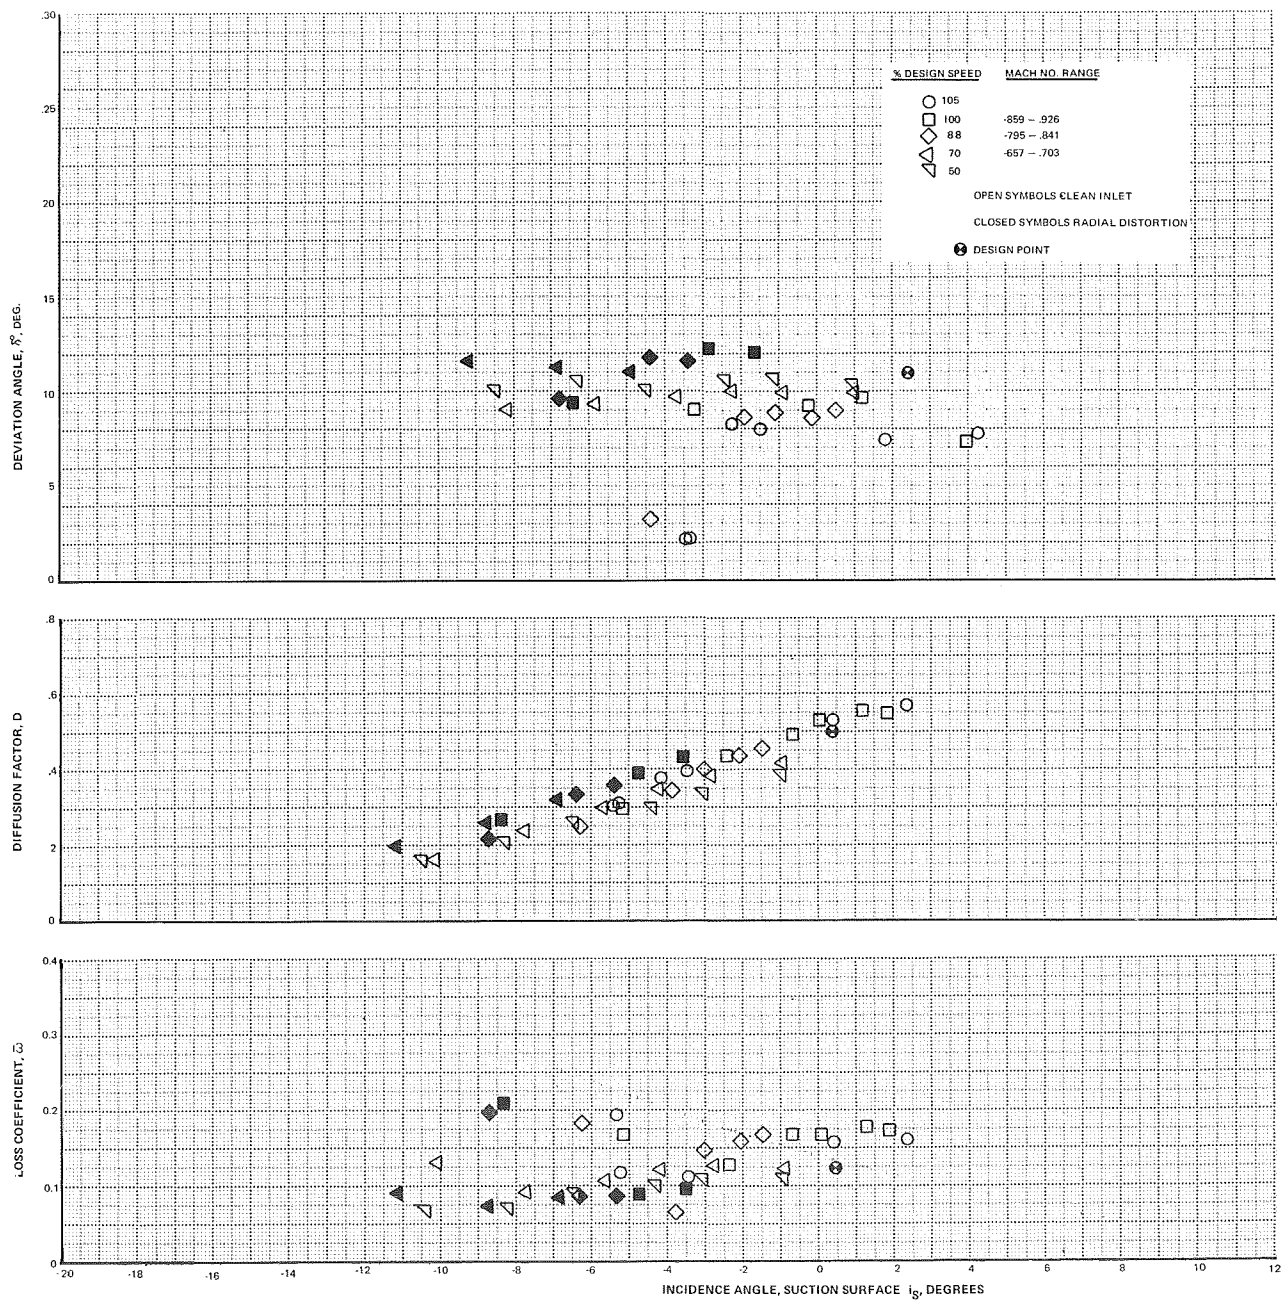 .30
.25
20
15
10
5
0
DEVIATION ANGLE, δ°, DEG.
% DESIGN SPEED MACH NO. RANGE
105
100 -859 – .926
88 -795 – .841
70 -657 – .703
50
OPEN SYMBOLS CLEAN INLET
CLOSED SYMBOLS RADIAL DISTORTION
DESIGN POINT
.8
.6
.4
2
0
DIFFUSION FACTOR, D
0.4
0.3
0.2
0.1
0
LOSS COEFFICIENT, ω̅
-20 -18 -16 -14 -12 -10 -8 -6 -4 -2 0 2 4 6 8 10 12
INCIDENCE ANGLE, SUCTION SURFACE iS, DEGREES